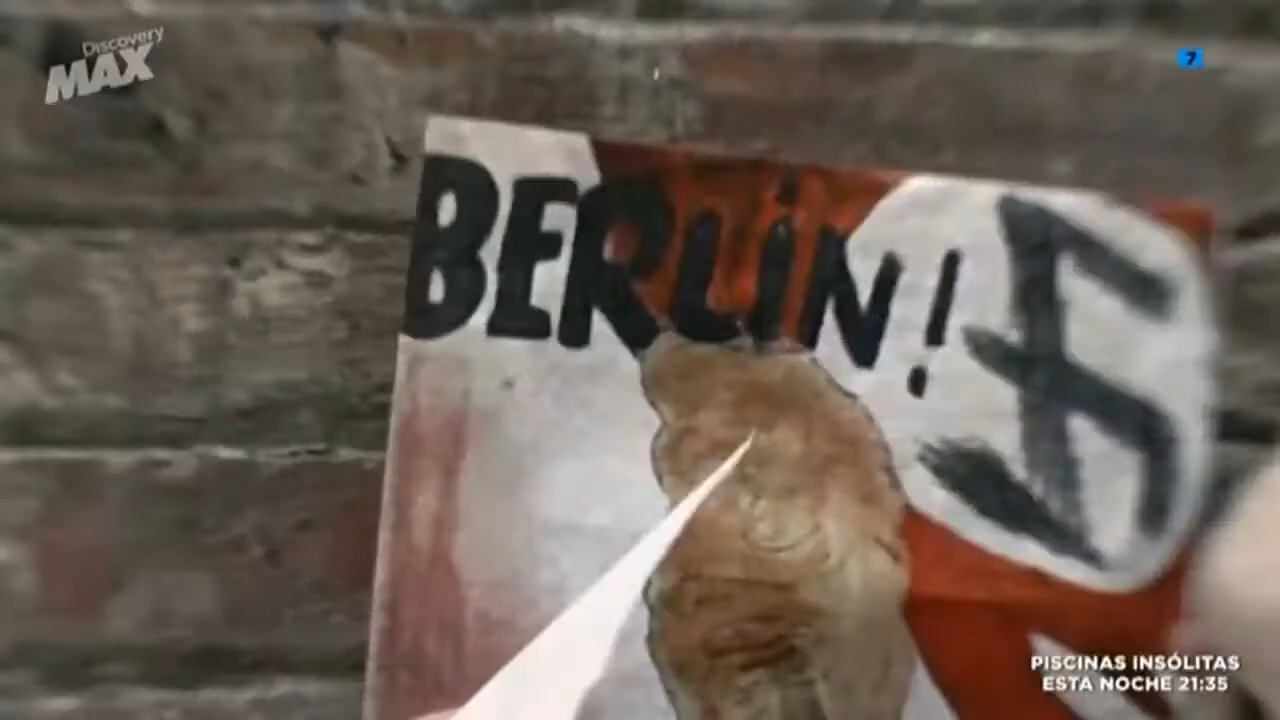 Discovery
MAX
7
BERLiN!
PISCINAS INSÓLITAS
ESTA NOCHE 21:35